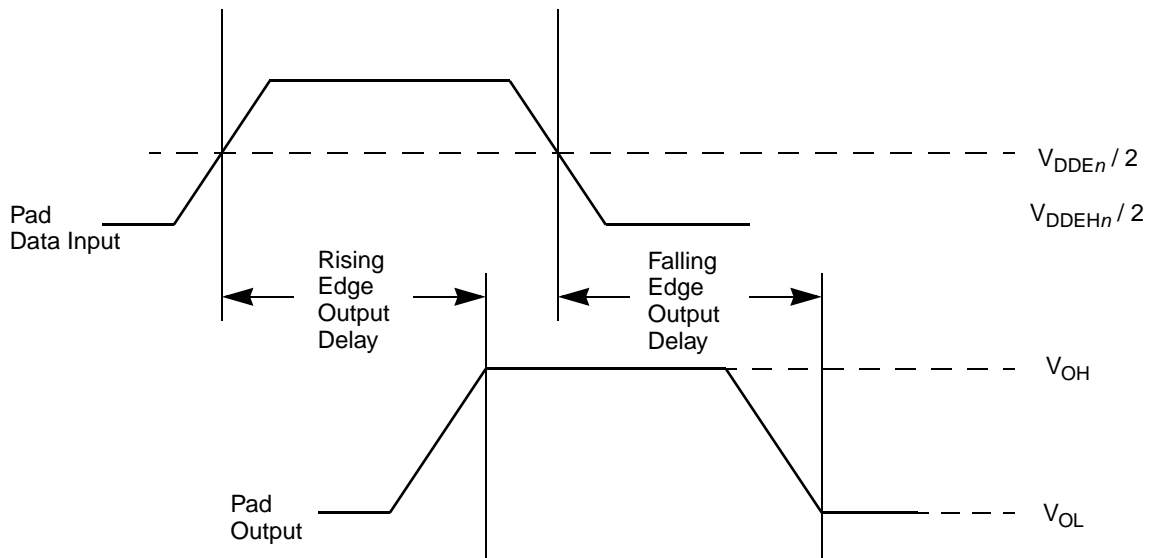 V_DDEn / 2
Pad
Data Input
V_DDEHn / 2
Rising
Edge
Output
Delay
Falling
Edge
Output
Delay
V_OH
Pad
Output
V_OL